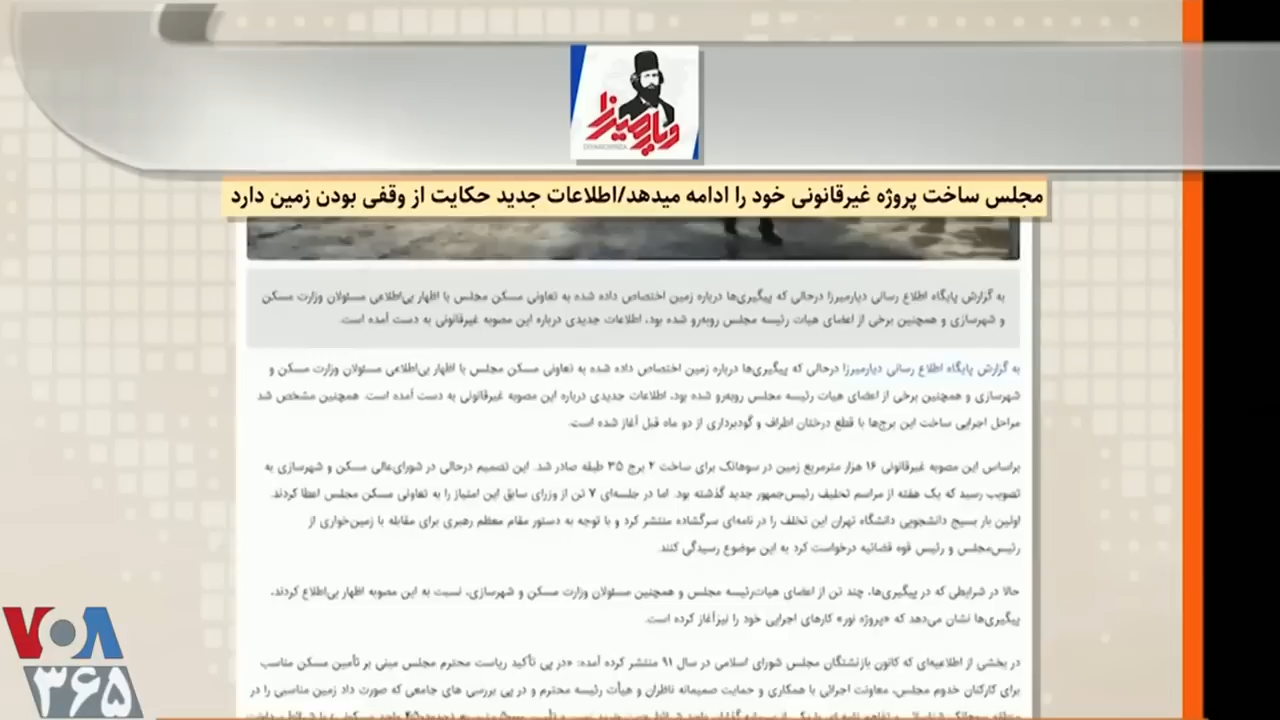 دیارمیرزا
DIYARMIRZA
مجلس ساخت پروژه غیرقانونی خود را ادامه میدهد/اطلاعات جدید حکایت از وقفی بودن زمین دارد
به گزارش پایگاه اطلاع رسانی دیارمیرزا درحالی که پیگیری‌ها درباره زمین اختصاص داده شده به تعاونی مسکن مجلس با اظهار بی‌اطلاعی مسئولان وزارت مسکن
و شهرسازی و همچنین برخی از اعضای هیات رئیسه مجلس روبه‌رو شده بود، اطلاعات جدیدی درباره این مصوبه غیرقانونی به دست آمده است.
به گزارش پایگاه اطلاع رسانی دیارمیرزا درحالی که پیگیری‌ها درباره زمین اختصاص داده شده به تعاونی مسکن مجلس با اظهار بی‌اطلاعی مسئولان وزارت مسکن و
شهرسازی و همچنین برخی از اعضای هیات رئیسه مجلس روبه‌رو شده بود، اطلاعات جدیدی درباره این مصوبه غیرقانونی به دست آمده است. همچنین مشخص شد
مراحل اجرایی ساخت این برج‌ها با قطع درختان اطراف و گودبرداری از دو ماه قبل آغاز شده است.
براساس این مصوبه غیرقانونی ۱۶ هزار مترمربع زمین در سوهانک برای ساخت ۲ برج ۳۵ طبقه صادر شد. این تصمیم درحالی در شورای‌عالی مسکن و شهرسازی به
تصویب رسید که یک هفته از مراسم تحلیف رئیس‌جمهور جدید گذشته بود. اما در جلسه‌ای ۷ تن از وزرای سابق این امتیاز را به تعاونی مسکن مجلس اعطا کردند.
اولین بار بسیج دانشجویی دانشگاه تهران این تخلف را در نامه‌ای سرگشاده منتشر کرد و با توجه به دستور مقام معظم رهبری برای مقابله با زمین‌خواری از
رئیس‌مجلس و رئیس قوه قضائیه درخواست کرد به این موضوع رسیدگی کنند.
حالا در شرایطی که در پیگیری‌ها، چند تن از اعضای هیات‌رئیسه مجلس و همچنین مسئولان وزارت مسکن و شهرسازی، نسبت به این مصوبه اظهار بی‌اطلاع کردند،
پیگیری‌ها نشان می‌دهد که «پروژه نور» کارهای اجرایی خود را نیز آغاز کرده است.
در بخشی از اطلاعیه‌ای که کانون بازنشتگان مجلس شورای اسلامی در سال ۹۱ منتشر کرده آمده: «در پی تأکید ریاست محترم مجلس مبنی بر تأمین مسکن مناسب
برای کارکنان خدوم مجلس، معاونت اجرائی با همکاری و حمایت صمیمانه ناظران و هیأت رئیسه محترم و در پی بررسی های جامعی که صورت داد زمین مناسبی را در
VOA
۳۶۵